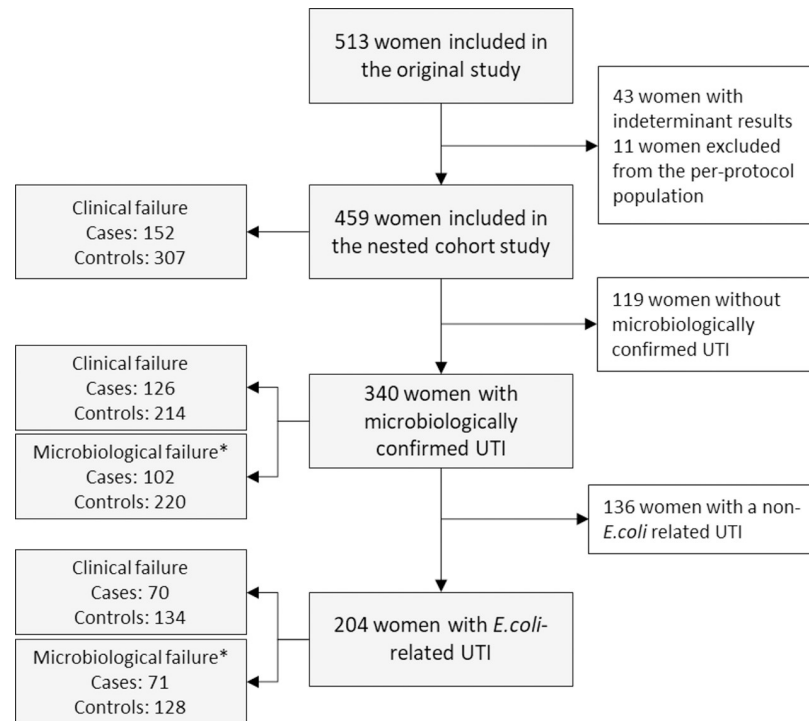 513 women included in
the original study
43 women with
indeterminant results
11 women excluded
from the per-protocol
population
Clinical failure
Cases: 152
Controls: 307
459 women included in
the nested cohort study
119 women without
microbiologically
confirmed UTI
Clinical failure
Cases: 126
Controls: 214
340 women with
microbiologically
confirmed UTI
Microbiological failure*
Cases: 102
Controls: 220
136 women with a non-
E.coli related UTI
Clinical failure
Cases: 70
Controls: 134
204 women with E.coli-
related UTI
Microbiological failure*
Cases: 71
Controls: 128